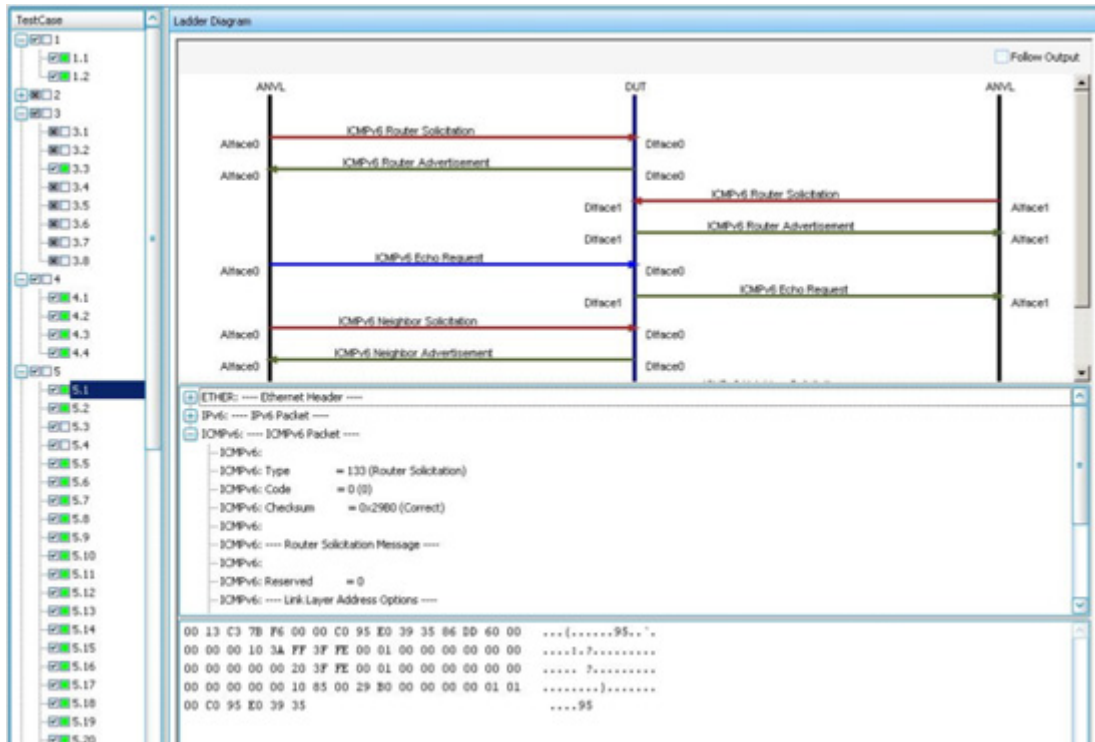 TestCase
1
1.1
1.2
2
3
3.1
3.2
3.3
3.4
3.5
3.6
3.7
3.8
4
4.1
4.2
4.3
4.4
5
5.1
5.2
5.3
5.4
5.5
5.6
5.7
5.8
5.9
5.10
5.11
5.12
5.13
5.14
5.15
5.16
5.17
5.18
5.19
5.20
Ladder Diagram
Follow Output
ANVL DUT ANVL
ICMPv6 Router Solicitation
AIface0 DIface0
ICMPv6 Router Advertisement
AIface0 DIface0
ICMPv6 Router Solicitation
DIface1 AIface1
ICMPv6 Router Advertisement
DIface1 AIface1
ICMPv6 Echo Request
AIface0 DIface0
ICMPv6 Echo Request
DIface1 AIface1
ICMPv6 Neighbor Solicitation
AIface0 DIface0
ICMPv6 Neighbor Advertisement
AIface0 DIface0
ETHER: ---- Ethernet Header ----
IPv6: ---- IPv6 Packet ----
ICMPv6: ---- ICMPv6 Packet ----
ICMPv6:
ICMPv6: Type = 133 (Router Solicitation)
ICMPv6: Code = 0 (0)
ICMPv6: Checksum = 0x29B0 (Correct)
ICMPv6:
ICMPv6: ---- Router Solicitation Message ----
ICMPv6:
ICMPv6: Reserved = 0
ICMPv6: ---- Link Layer Address Options ----
00 13 C3 7B F6 00 00 C0 95 E0 39 35 86 DD 60 00 ...{......95..`.
00 00 00 10 3A FF 3F FE 00 01 00 00 00 00 00 00 ....:.?.........
00 00 00 00 00 20 3F FE 00 01 00 00 00 00 00 00 ..... ?.........
00 00 00 00 00 10 85 00 29 B0 00 00 00 00 01 01 ........).......
00 C0 95 E0 39 35 ....95